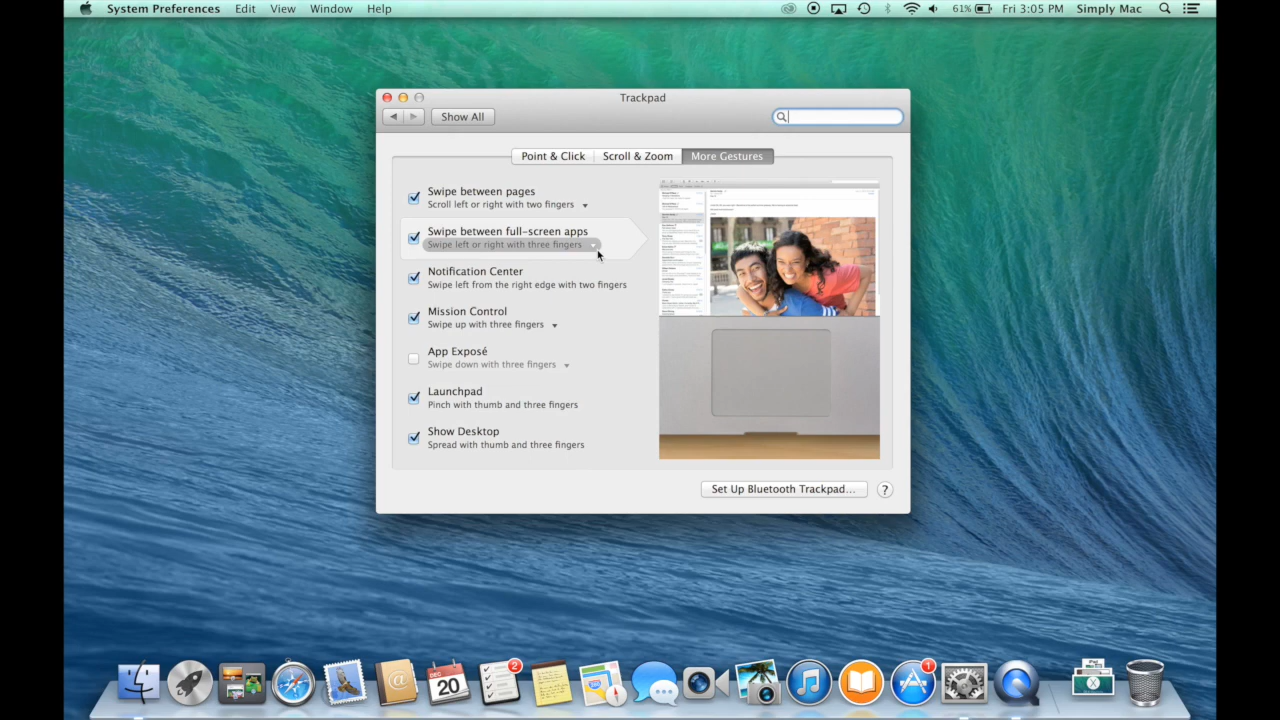 System Preferences Edit View Window Help 61% Fri 3:05 PM Simply Mac
Trackpad
Show All
Point & Click Scroll & Zoom More Gestures
Swipe between pages
Scroll left or right with two fingers
Swipe between full-screen apps
Swipe left or right with three fingers
Notification Center
Swipe left from the right edge with two fingers
Mission Control
Swipe up with three fingers
App Exposé
Swipe down with three fingers
Launchpad
Pinch with thumb and three fingers
Show Desktop
Spread with thumb and three fingers
Set Up Bluetooth Trackpad... ?
DEC
20
2
1